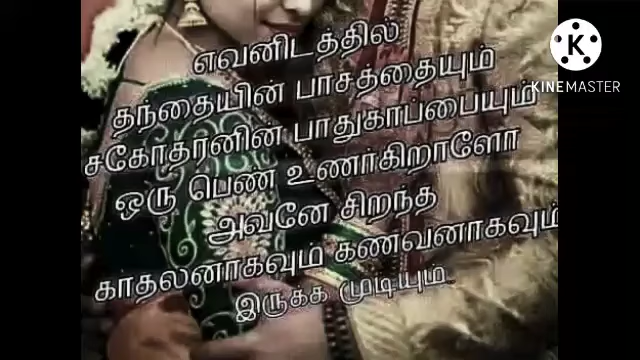 எவனிடத்தில்
தந்தையின் பாசத்தையும்
சகோதரனின் பாதுகாப்பையும்
ஒரு பெண் உணர்கிறாளோ
அவனே சிறந்த
காதலனாகவும் கணவனாகவும்
இருக்க முடியும்..
K
KINEMASTER